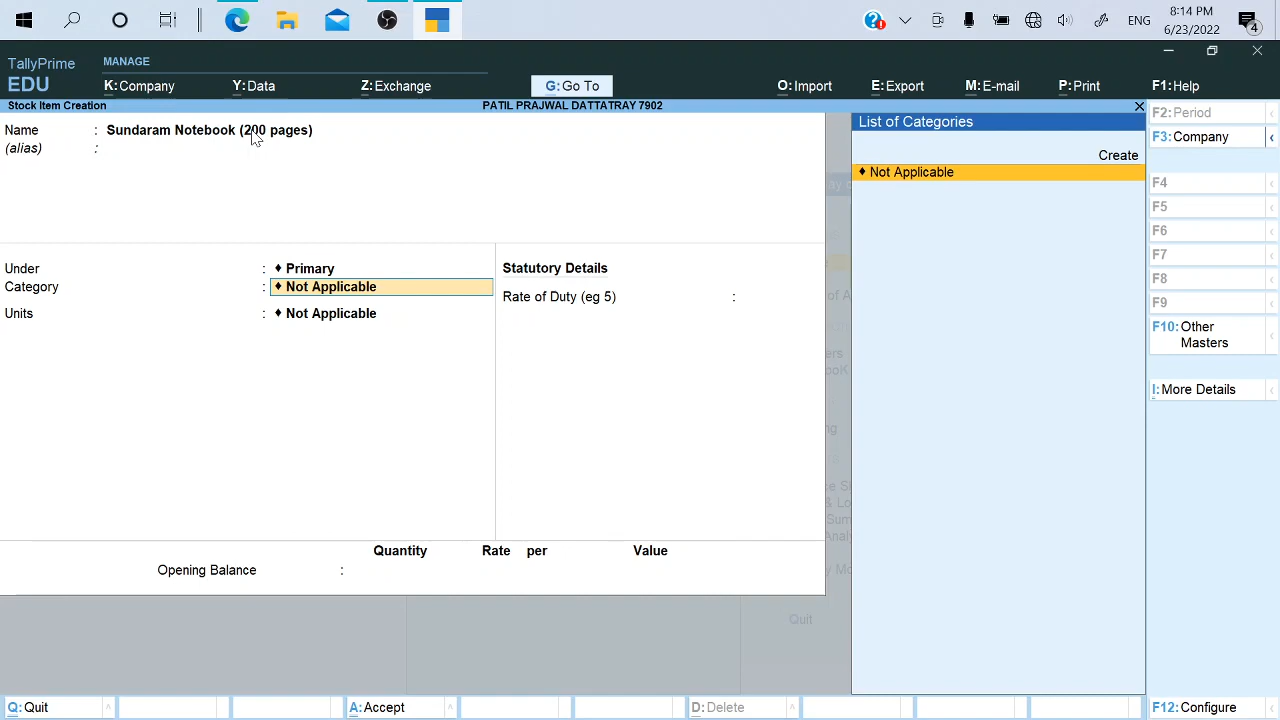 ENG
8:14 PM
6/23/2022
4
TallyPrime
MANAGE
EDU
K:Company
Y:Data
Z:Exchange
G:Go To
O:Import
E:Export
M:E-mail
P:Print
F1:Help
Stock Item Creation
PATIL PRAJWAL DATTATRAY 7902
Name : Sundaram Notebook (200 pages)
(alias) :
Under : ♦ Primary
Category : ♦ Not Applicable
Units : ♦ Not Applicable
Statutory Details
Rate of Duty (eg 5) :
Quantity Rate per Value
Opening Balance :
List of Categories
Create
♦ Not Applicable
Quit
F2:Period
F3:Company
F4
F5
F6
F7
F8
F9
F10:Other
Masters
I:More Details
Q:Quit
A:Accept
D:Delete
F12:Configure